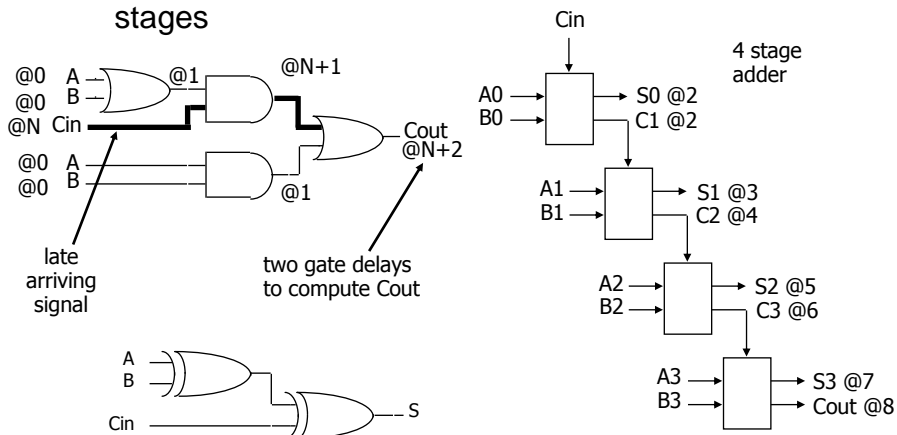 stages
@0 A
@0 B
@N Cin
@1
@N+1
Cout
@N+2
@0 A
@0 B
@1
late
arriving
signal
two gate delays
to compute Cout
A
B
Cin
S
Cin
4 stage
adder
A0
B0
S0 @2
C1 @2
A1
B1
S1 @3
C2 @4
A2
B2
S2 @5
C3 @6
A3
B3
S3 @7
Cout @8